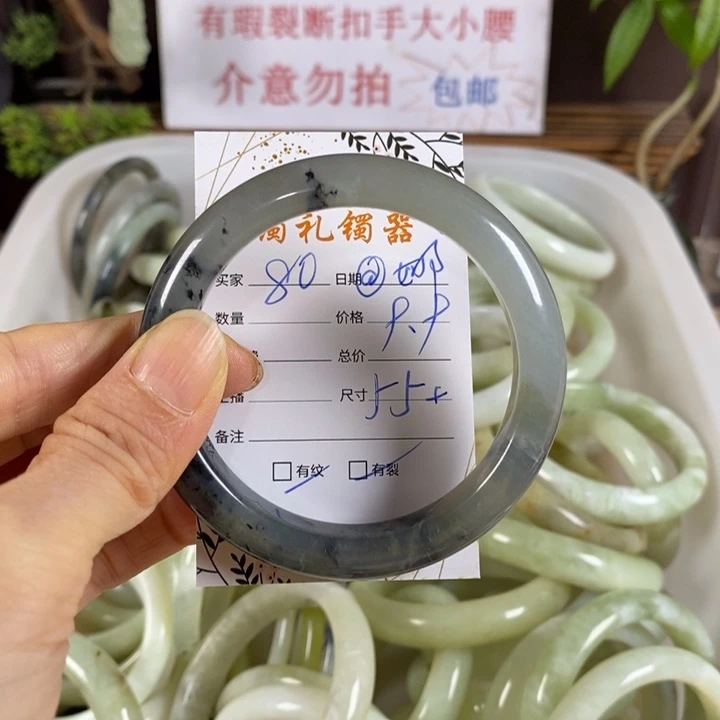 有瑕裂断扣手大小腰
介意勿拍 包邮
礼镯器
买家 80 日期
数量 价格
总价
播 尺寸 55+
备注
□有纹 □有裂